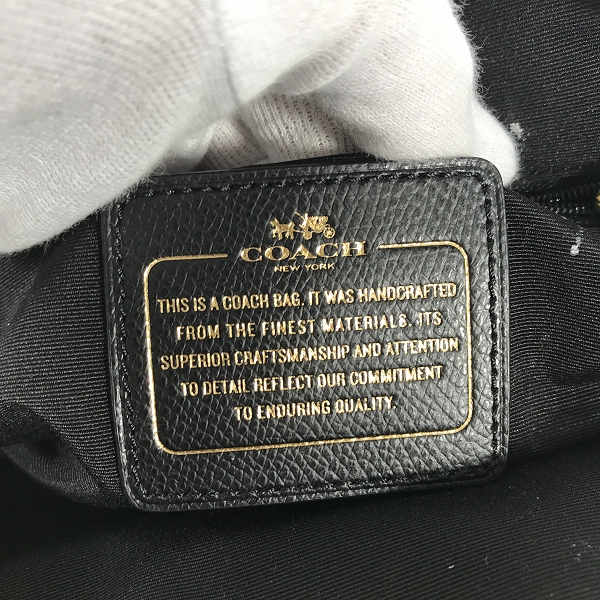 COACH
NEW YORK
THIS IS A COACH BAG. IT WAS HANDCRAFTED
FROM THE FINEST MATERIALS. ITS
SUPERIOR CRAFTSMANSHIP AND ATTENTION
TO DETAIL REFLECT OUR COMMITMENT
TO ENDURING QUALITY.